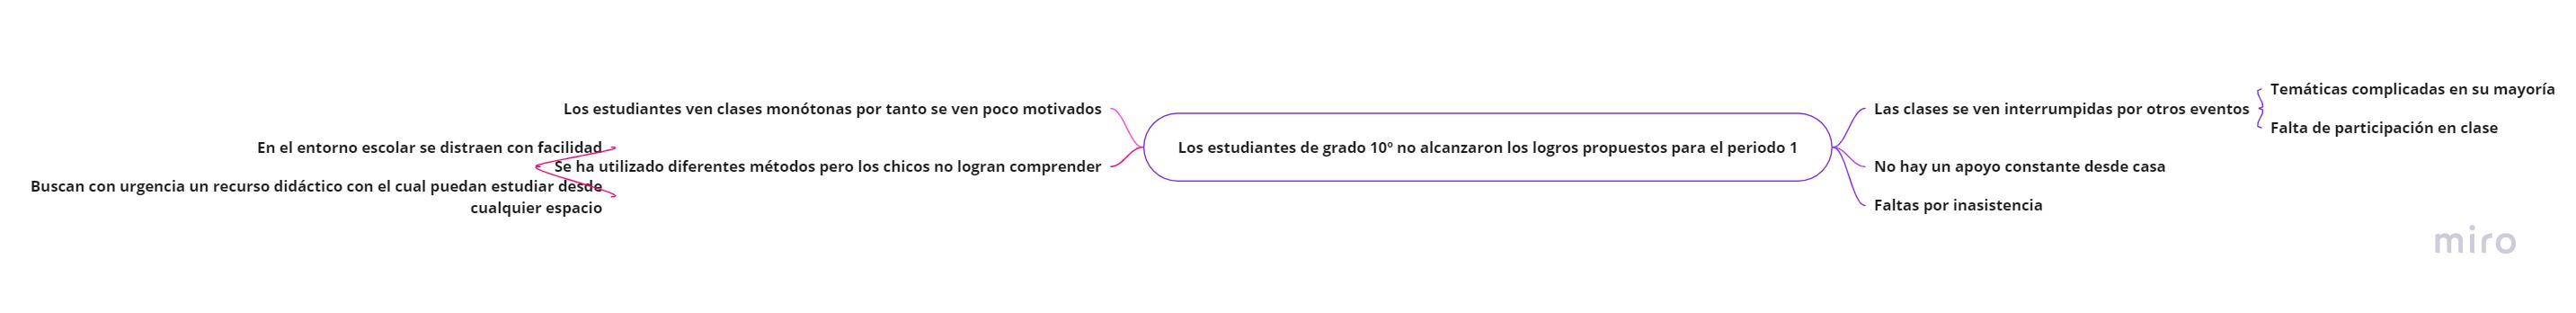 Los estudiantes ven clases monótonas por tanto se ven poco motivados
En el entorno escolar se distraen con facilidad
Se ha utilizado diferentes métodos pero los chicos no logran comprender
Buscan con urgencia un recurso didáctico con el cual puedan estudiar desde
cualquier espacio
Los estudiantes de grado 10º no alcanzaron los logros propuestos para el periodo 1
Las clases se ven interrumpidas por otros eventos
Temáticas complicadas en su mayoría
Falta de participación en clase
No hay un apoyo constante desde casa
Faltas por inasistencia
miro